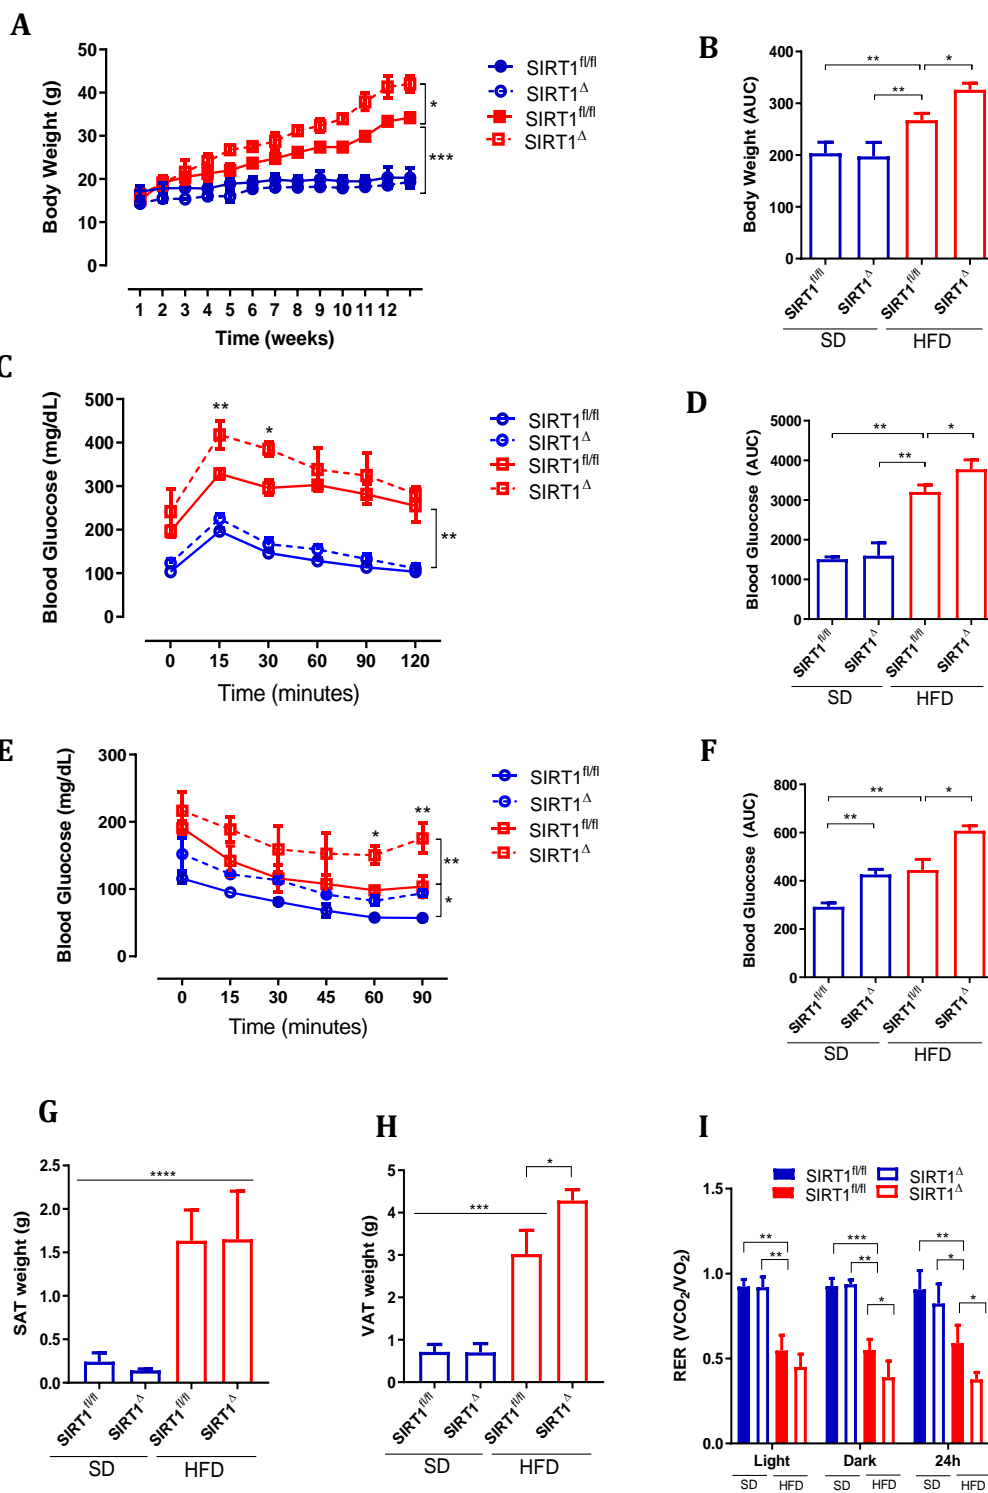 A
Body Weight (g)
50
40
30
20
10
0
1 2 3 4 5 6 7 8 9 10 11 12
Time (weeks)
SIRT1fl/fl
SIRT1Δ
SIRT1fl/fl
SIRT1Δ
*
***
B
Body Weight (AUC)
400
300
200
100
0
** *
**
SIRT1fl/fl SIRT1Δ SIRT1fl/fl SIRT1Δ
SD HFD
C
Blood Gluocose (mg/dL)
500
400
300
200
100
0
0 15 30 60 90 120
Time (minutes)
**
*
**
SIRT1fl/fl
SIRT1Δ
SIRT1fl/fl
SIRT1Δ
D
Blood Gluocose (AUC)
5000
4000
3000
2000
1000
0
** *
**
SIRT1fl/fl SIRT1Δ SIRT1fl/fl SIRT1Δ
SD HFD
E
Blood Gluocose (mg/dL)
300
200
100
0
0 15 30 45 60 90
Time (minutes)
*
**
**
*
SIRT1fl/fl
SIRT1Δ
SIRT1fl/fl
SIRT1Δ
F
Blood Gluocose (AUC)
800
600
400
200
0
** *
**
SIRT1fl/fl SIRT1Δ SIRT1fl/fl SIRT1Δ
SD HFD
G
SAT weight (g)
2.5
2.0
1.5
1.0
0.5
0.0
****
SIRT1fl/fl SIRT1Δ SIRT1fl/fl SIRT1Δ
SD HFD
H
VAT weight (g)
5
4
3
2
1
0
*
***
SIRT1fl/fl SIRT1Δ SIRT1fl/fl SIRT1Δ
SD HFD
I
SIRT1fl/fl SIRT1Δ
SIRT1fl/fl SIRT1Δ
RER (VCO2/VO2)
1.5
1.0
0.5
0.0
** *** **
** ** *
* *
Light Dark 24h
SD HFD SD HFD SD HFD